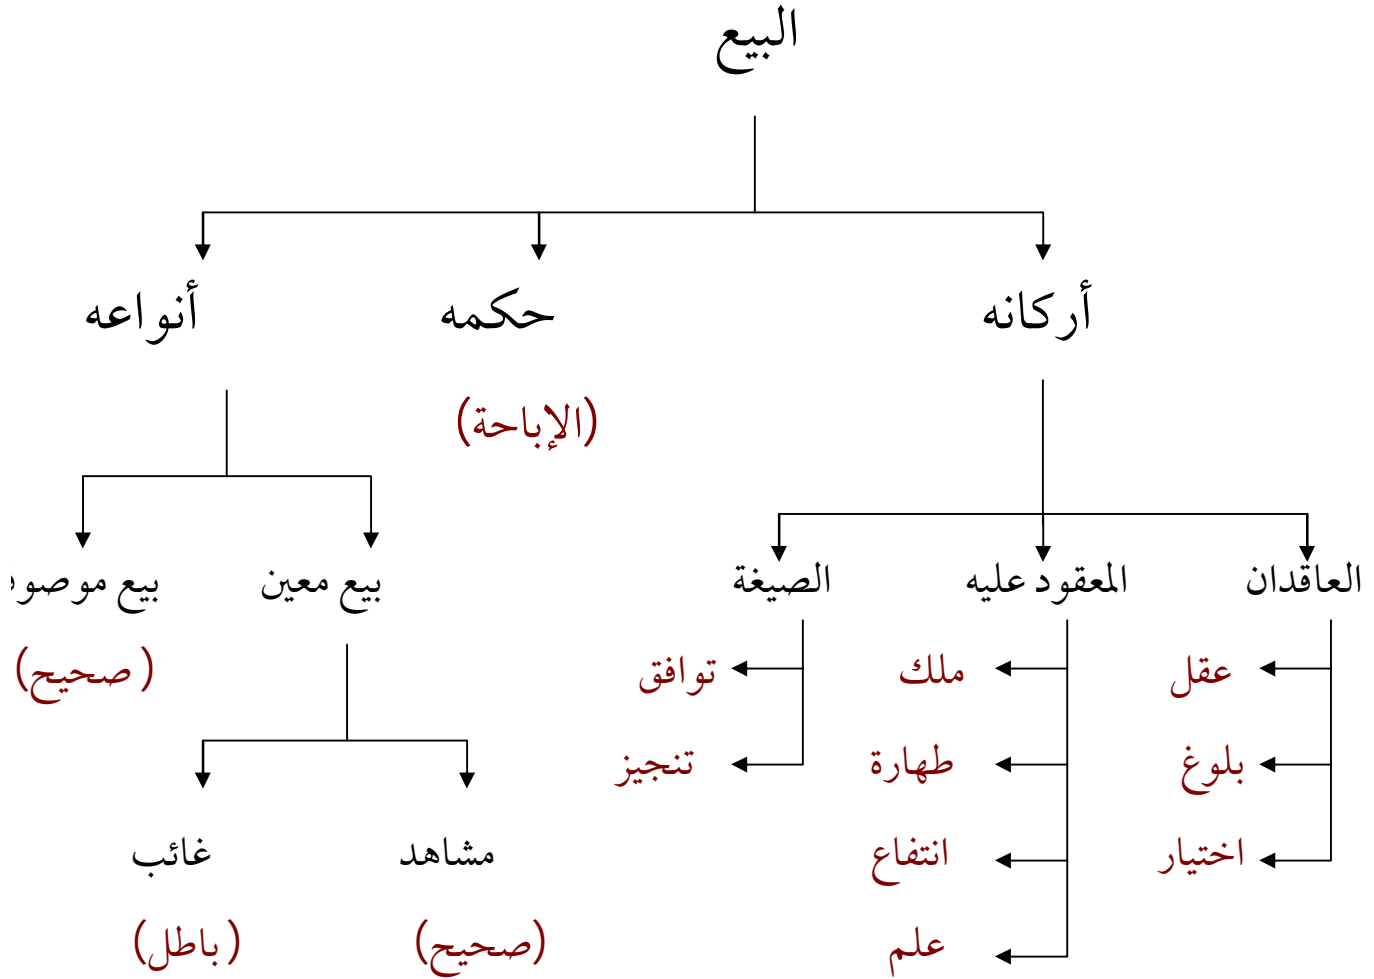 البيع
أركانه
حكمه
أنواعه
(الإباحة)
العاقدان
المعقود عليه
الصيغة
بيع معين
بيع
عقل
ملك
توافق
(صحيح)
بلوغ
طهارة
تنجيز
اختيار
انتفاع
مشاهد
غائب
علم
(صحيح)
(باطل)